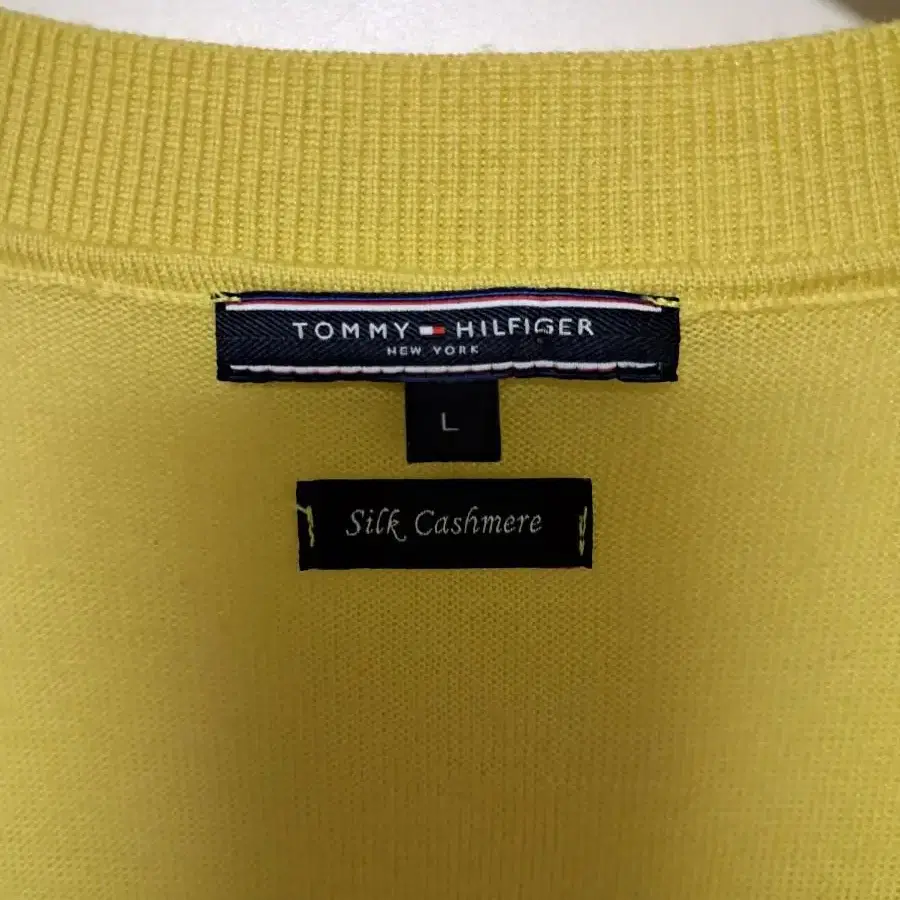 TOMMY HILFIGER
NEW YORK
L
Silk Cashmere